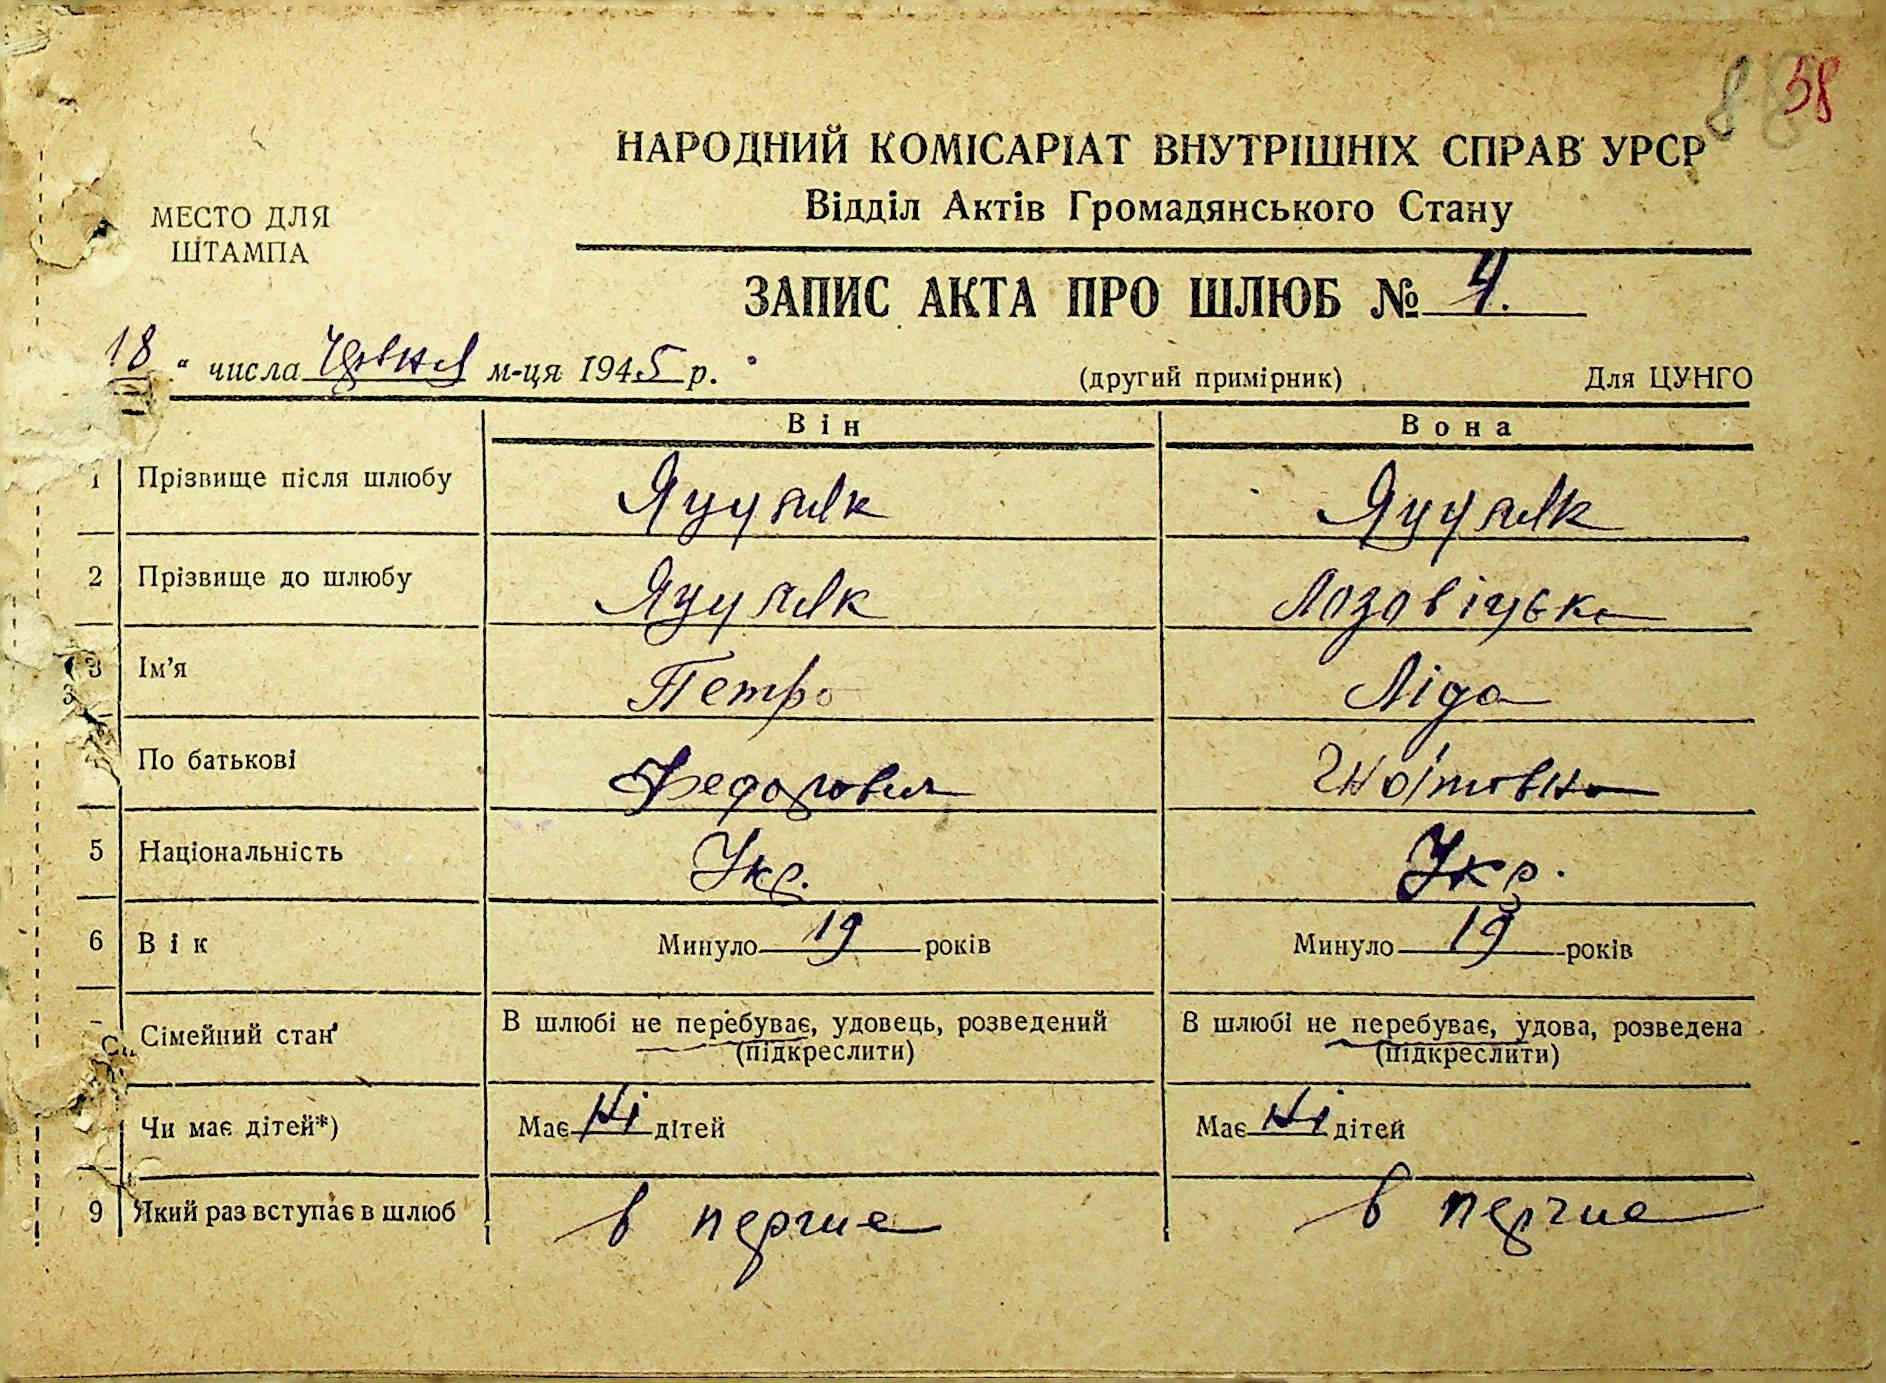 8 58
НАРОДНИЙ КОМІСАРІАТ ВНУТРІШНІХ СПРАВ УРСР
Відділ Актів Громадянського Стану
МЕСТО ДЛЯ
ШТАМПА
ЗАПИС АКТА ПРО ШЛЮБ № 4.
18 " числа Червня м-ця 1945 р. (другий примірник) Для ЦУНГО
Він Вона
1 Прізвище після шлюбу Яцуляк Яцуляк
2 Прізвище до шлюбу Яцуляк Лозовіцька
3 Ім'я Петро Ліда
По батькові Федорович Гнатовна
5 Національність Укр. Укр.
6 Вік Минуло 19 років Минуло 19 років
Сімейний стан В шлюбі не перебуває, удовець, розведений В шлюбі не перебуває, удова, розведена
(підкреслити) (підкреслити)
Чи має дітей*) Має Ні дітей Має Ні дітей
9 Який раз вступає в шлюб в перше в перше